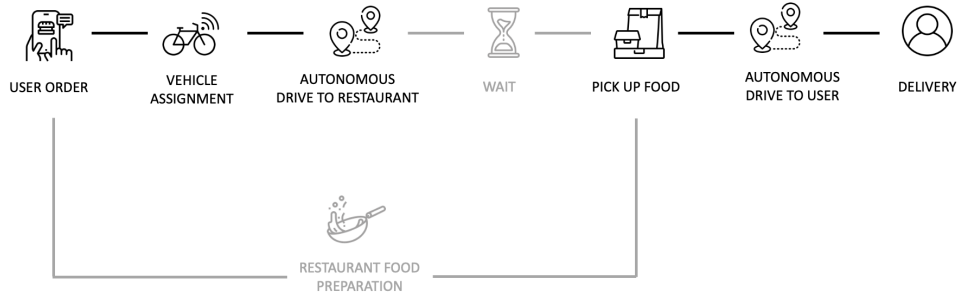 USER ORDER
VEHICLE
ASSIGNMENT
AUTONOMOUS
DRIVE TO RESTAURANT
WAIT
PICK UP FOOD
AUTONOMOUS
DRIVE TO USER
DELIVERY
RESTAURANT FOOD
PREPARATION